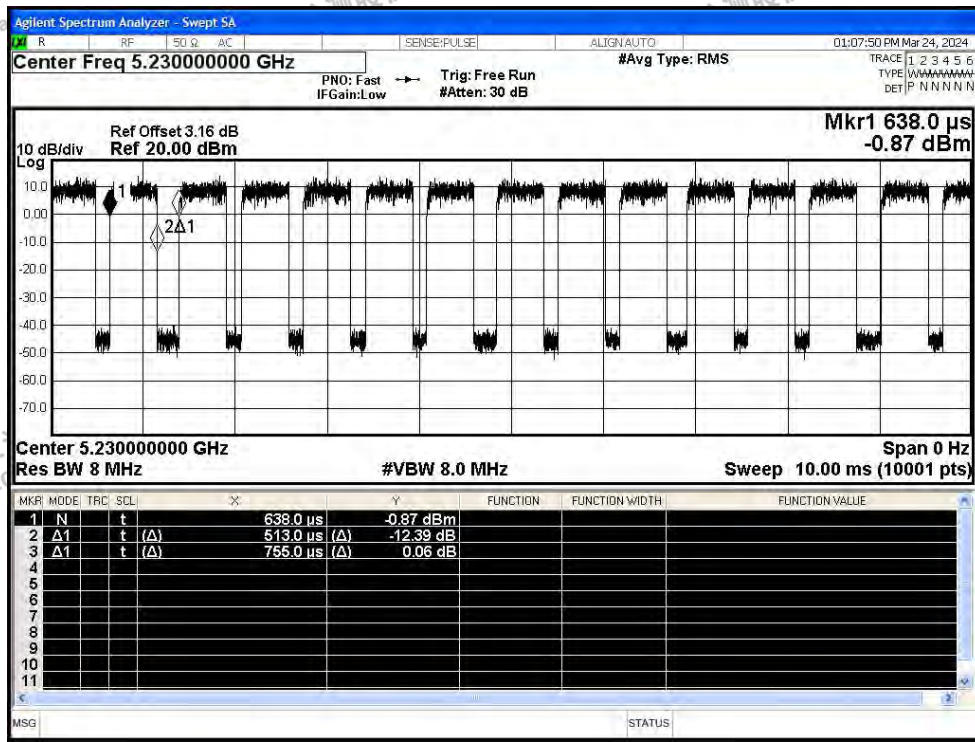 Agilent Spectrum Analyzer - Swept SA
LXI R RF 50 Ω AC SENSE:PULSE ALIGN AUTO 01:07:50 PM Mar 24, 2024
Center Freq 5.230000000 GHz #Avg Type: RMS TRACE 1 2 3 4 5 6
PNO: Fast Trig: Free Run TYPE WWWWWW
IFGain:Low #Atten: 30 dB DET P N N N N N
Mkr1 638.0 µs
Ref Offset 3.16 dB
10 dB/div Ref 20.00 dBm -0.87 dBm
Log
10.0
1
0.00
2Δ1
-10.0
-20.0
-30.0
-40.0
-50.0
-60.0
-70.0
Center 5.230000000 GHz Span 0 Hz
Res BW 8 MHz #VBW 8.0 MHz Sweep 10.00 ms (10001 pts)
MKR MODE TRC SCL X Y FUNCTION FUNCTION WIDTH FUNCTION VALUE
1 N t 638.0 µs -0.87 dBm
2 Δ1 t (Δ) 513.0 µs (Δ) -12.39 dB
3 Δ1 t (Δ) 755.0 µs (Δ) 0.06 dB
4
5
6
7
8
9
10
11
MSG STATUS